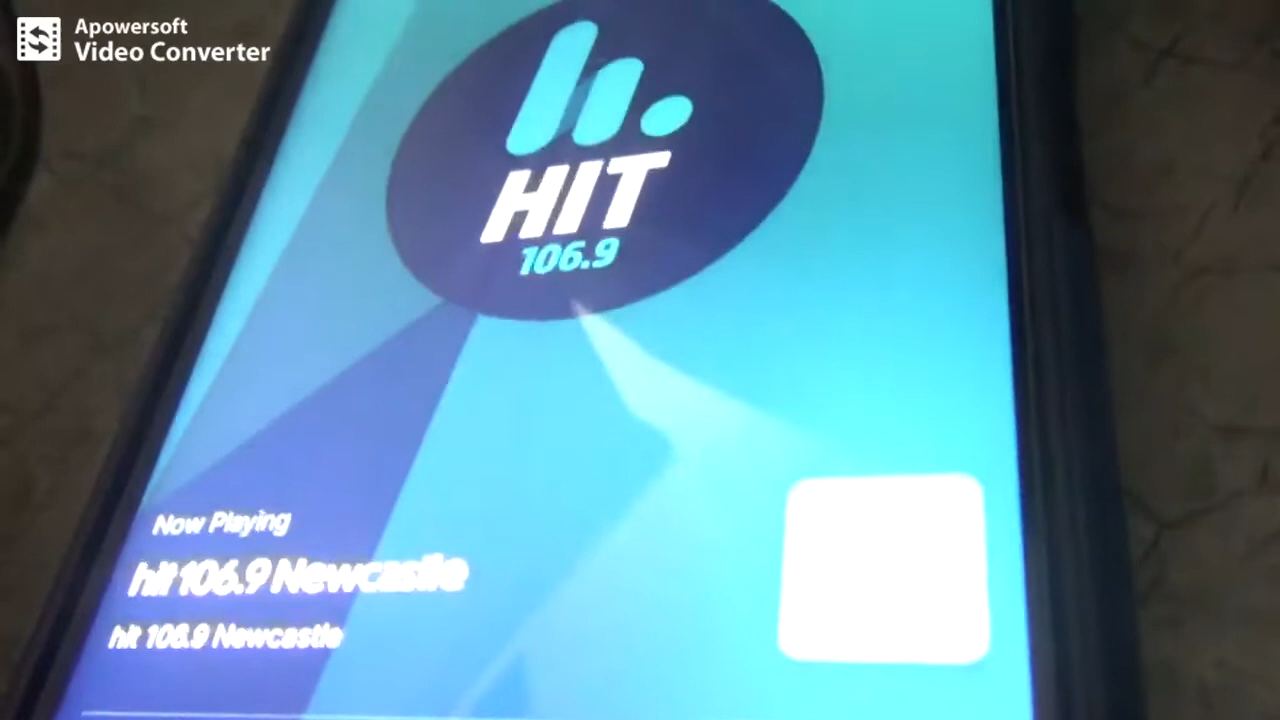 Apowersoft
Video Converter
h.
HIT
106.9
Now Playing
hit 106.9 Newcastle
hit 106.9 Newcastle